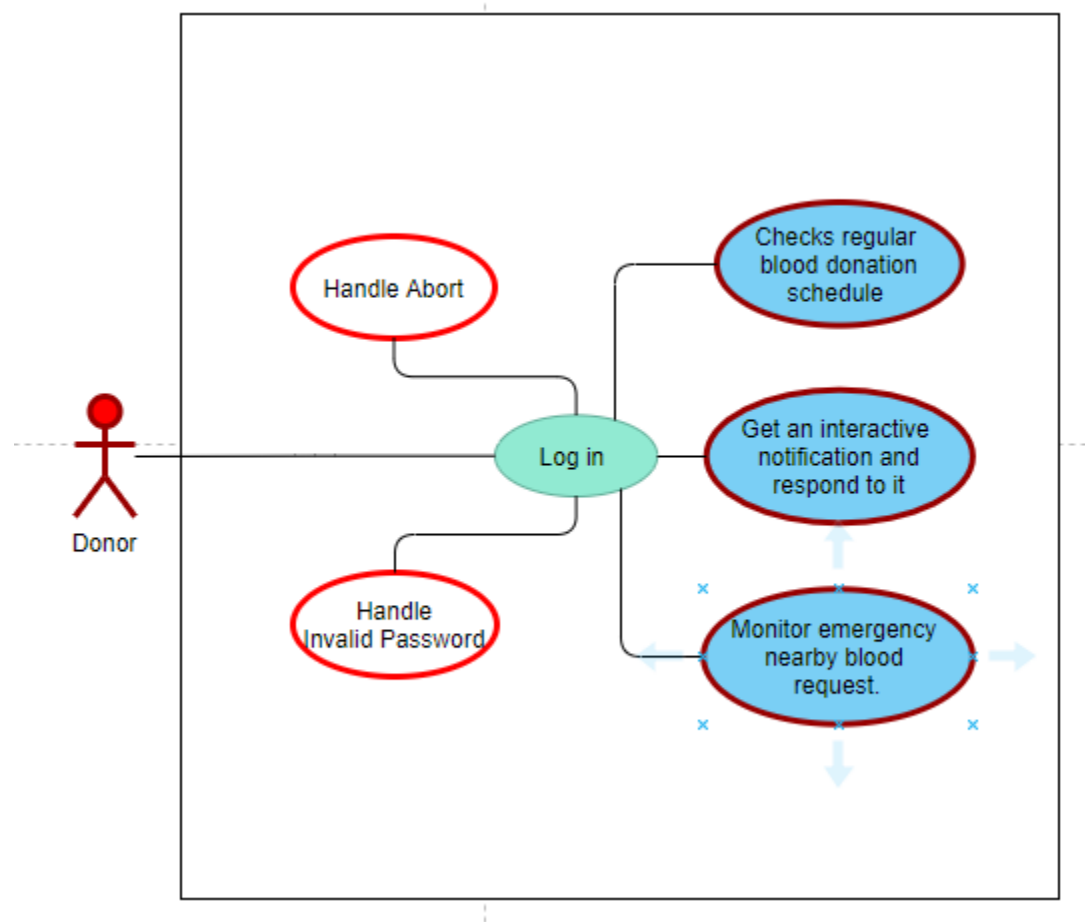 Checks regular
blood donation
schedule
Handle Abort
Get an interactive
notification and
respond to it
Log in
Donor
Handle
Invalid Password
Monitor emergency
nearby blood
request.